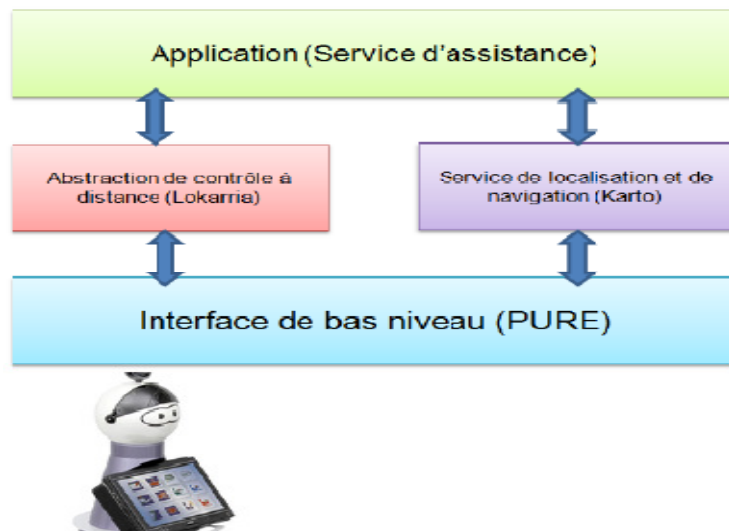 Application (Service d'assistance)
Abstraction de contrôle à
distance (Lokarria)
Service de localisation et de
navigation (Karto)
Interface de bas niveau (PURE)